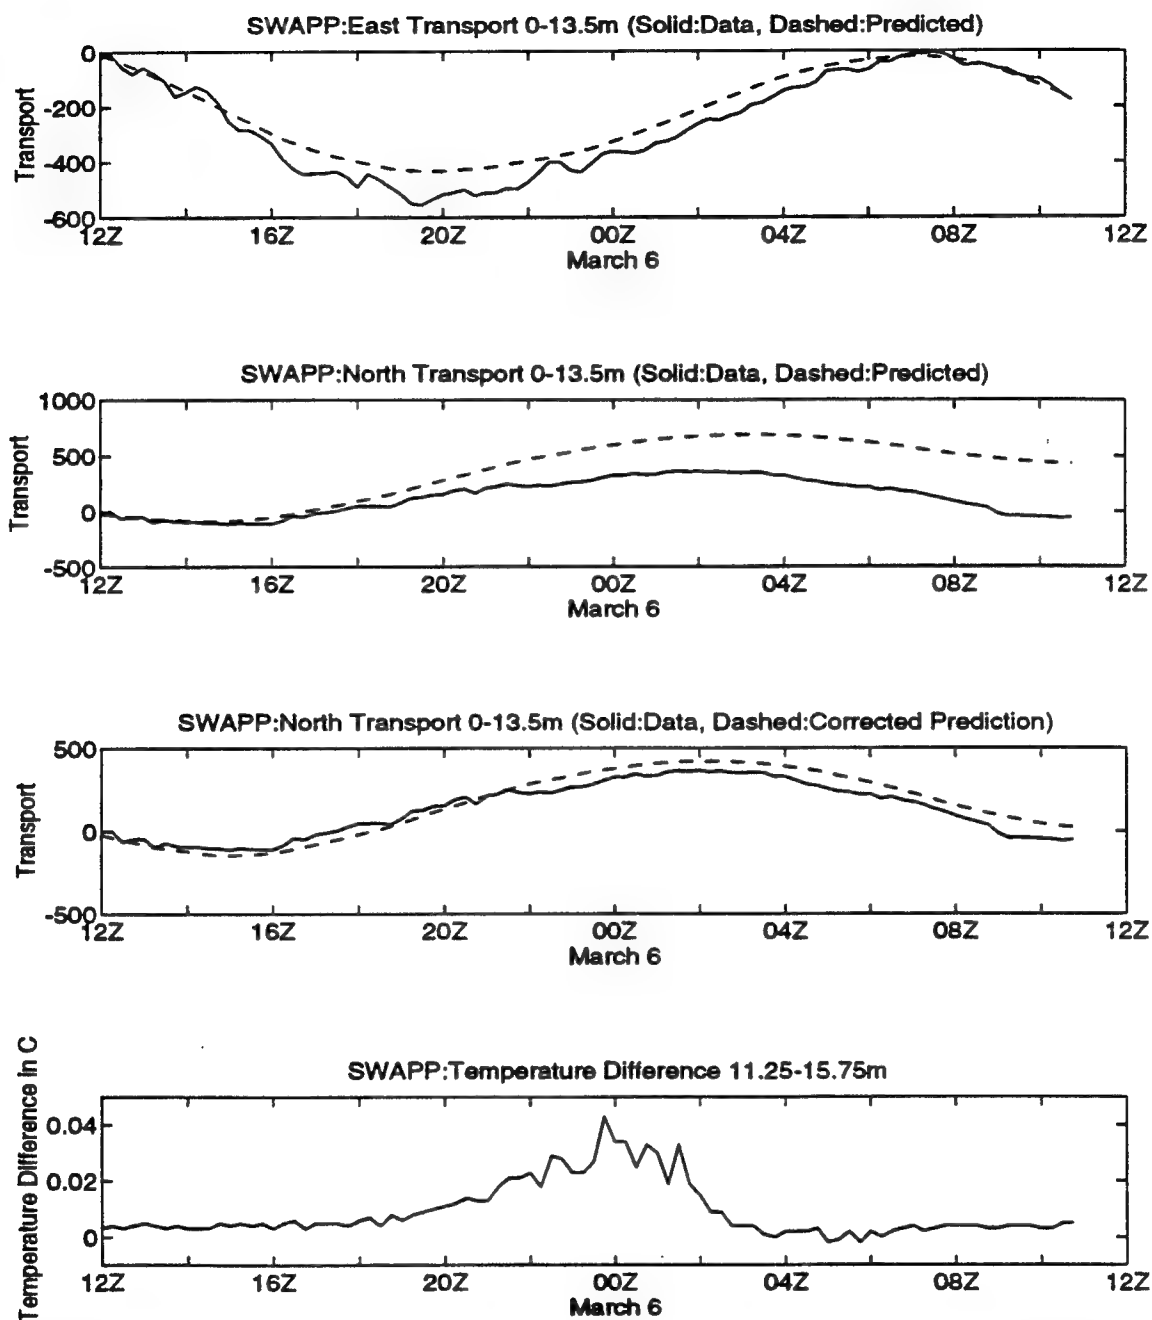 SWAPP:East Transport 0-13.5m (Solid:Data, Dashed:Predicted)
0
-200
-400
-600
Transport
12Z 16Z 20Z 00Z 04Z 08Z 12Z
March 6
SWAPP:North Transport 0-13.5m (Solid:Data, Dashed:Predicted)
1000
500
0
-500
Transport
12Z 16Z 20Z 00Z 04Z 08Z 12Z
March 6
SWAPP:North Transport 0-13.5m (Solid:Data, Dashed:Corrected Prediction)
500
0
-500
Transport
12Z 16Z 20Z 00Z 04Z 08Z 12Z
March 6
SWAPP:Temperature Difference 11.25-15.75m
0.04
0.02
0
Temperature Difference in C
12Z 16Z 20Z 00Z 04Z 08Z 12Z
March 6